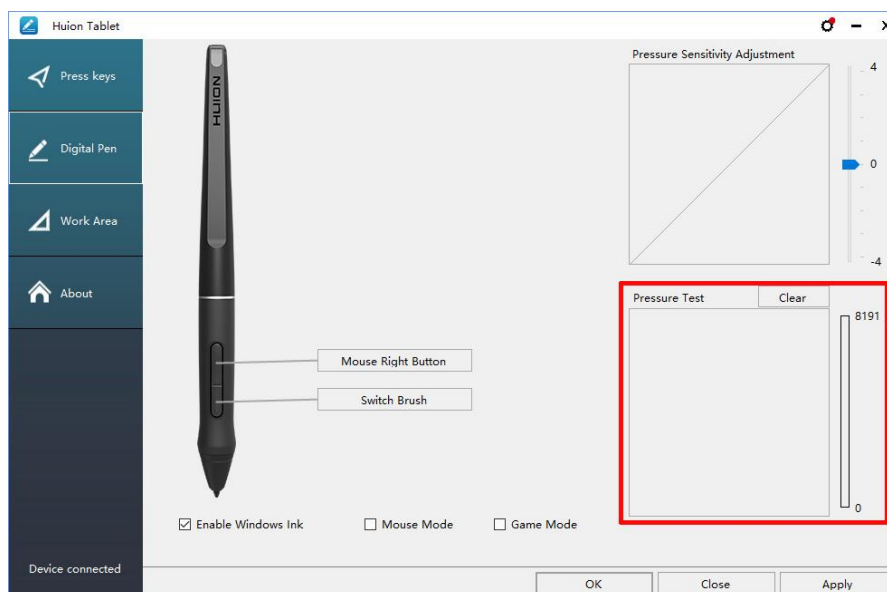 Huion Tablet
Press keys
Digital Pen
Work Area
About
Device connected
HUION
Mouse Right Button
Switch Brush
Enable Windows Ink
Mouse Mode
Game Mode
Pressure Sensitivity Adjustment
4
0
-4
Pressure Test
Clear
8191
0
OK
Close
Apply